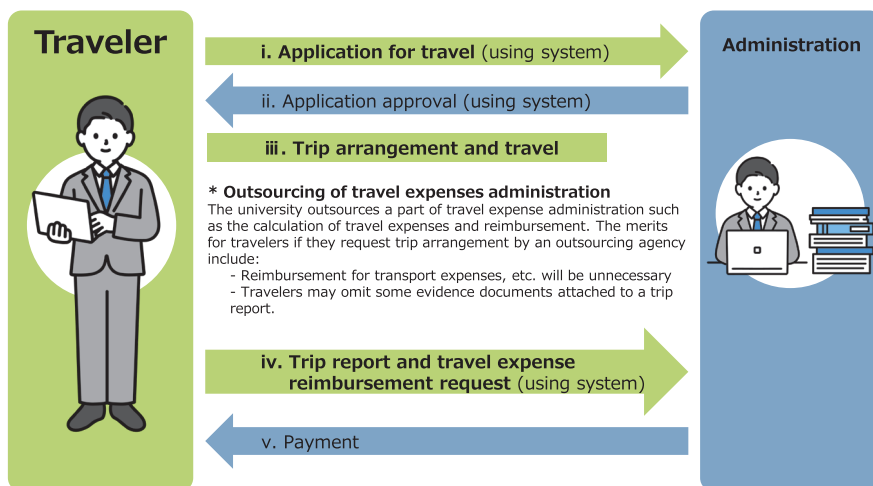 Traveler
Administration
i. Application for travel (using system)
ii. Application approval (using system)
iii. Trip arrangement and travel
* Outsourcing of travel expenses administration
The university outsources a part of travel expense administration such
as the calculation of travel expenses and reimbursement. The merits
for travelers if they request trip arrangement by an outsourcing agency
include:
- Reimbursement for transport expenses, etc. will be unnecessary
- Travelers may omit some evidence documents attached to a trip
report.
iv. Trip report and travel expense
reimbursement request (using system)
v. Payment